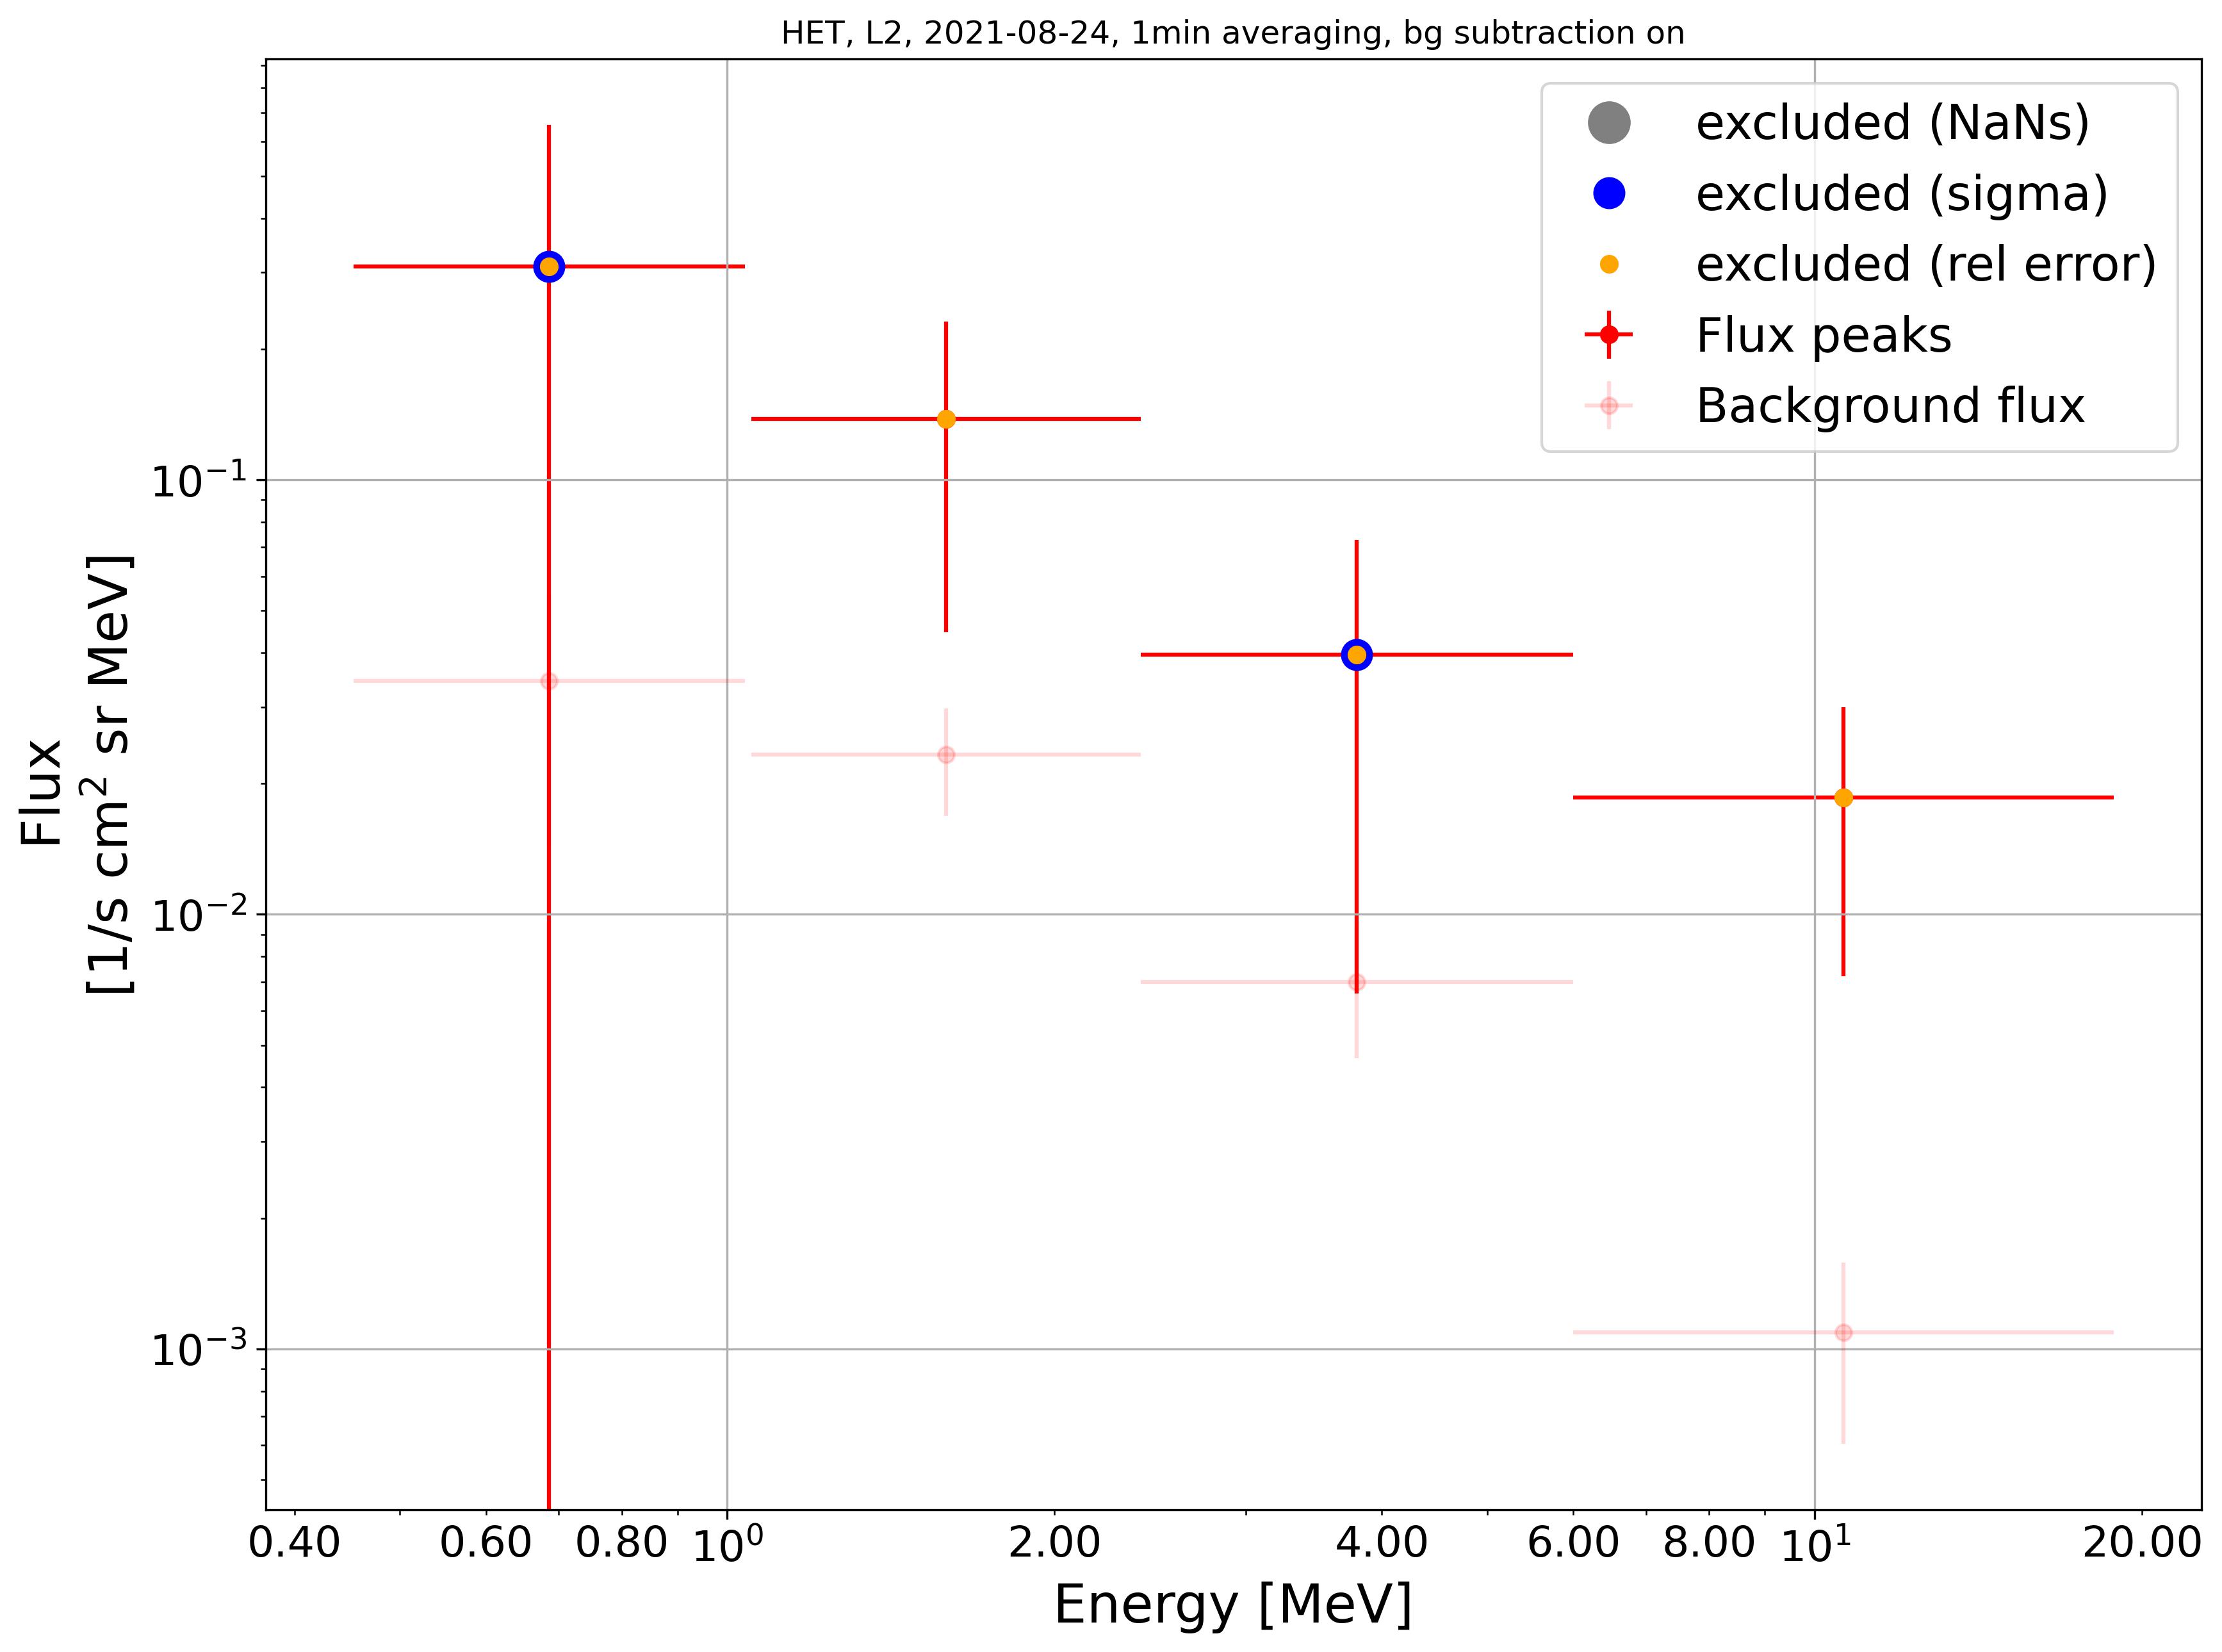 HET, L2, 2021-08-24, 1min averaging, bg subtraction on
excluded (NaNs)
excluded (sigma)
excluded (rel error)
Flux peaks
Background flux
Flux
[1/s cm² sr MeV]
10⁻¹
10⁻²
10⁻³
0.40 0.60 0.80 10⁰ 2.00 4.00 6.00 8.00 10¹ 20.00
Energy [MeV]